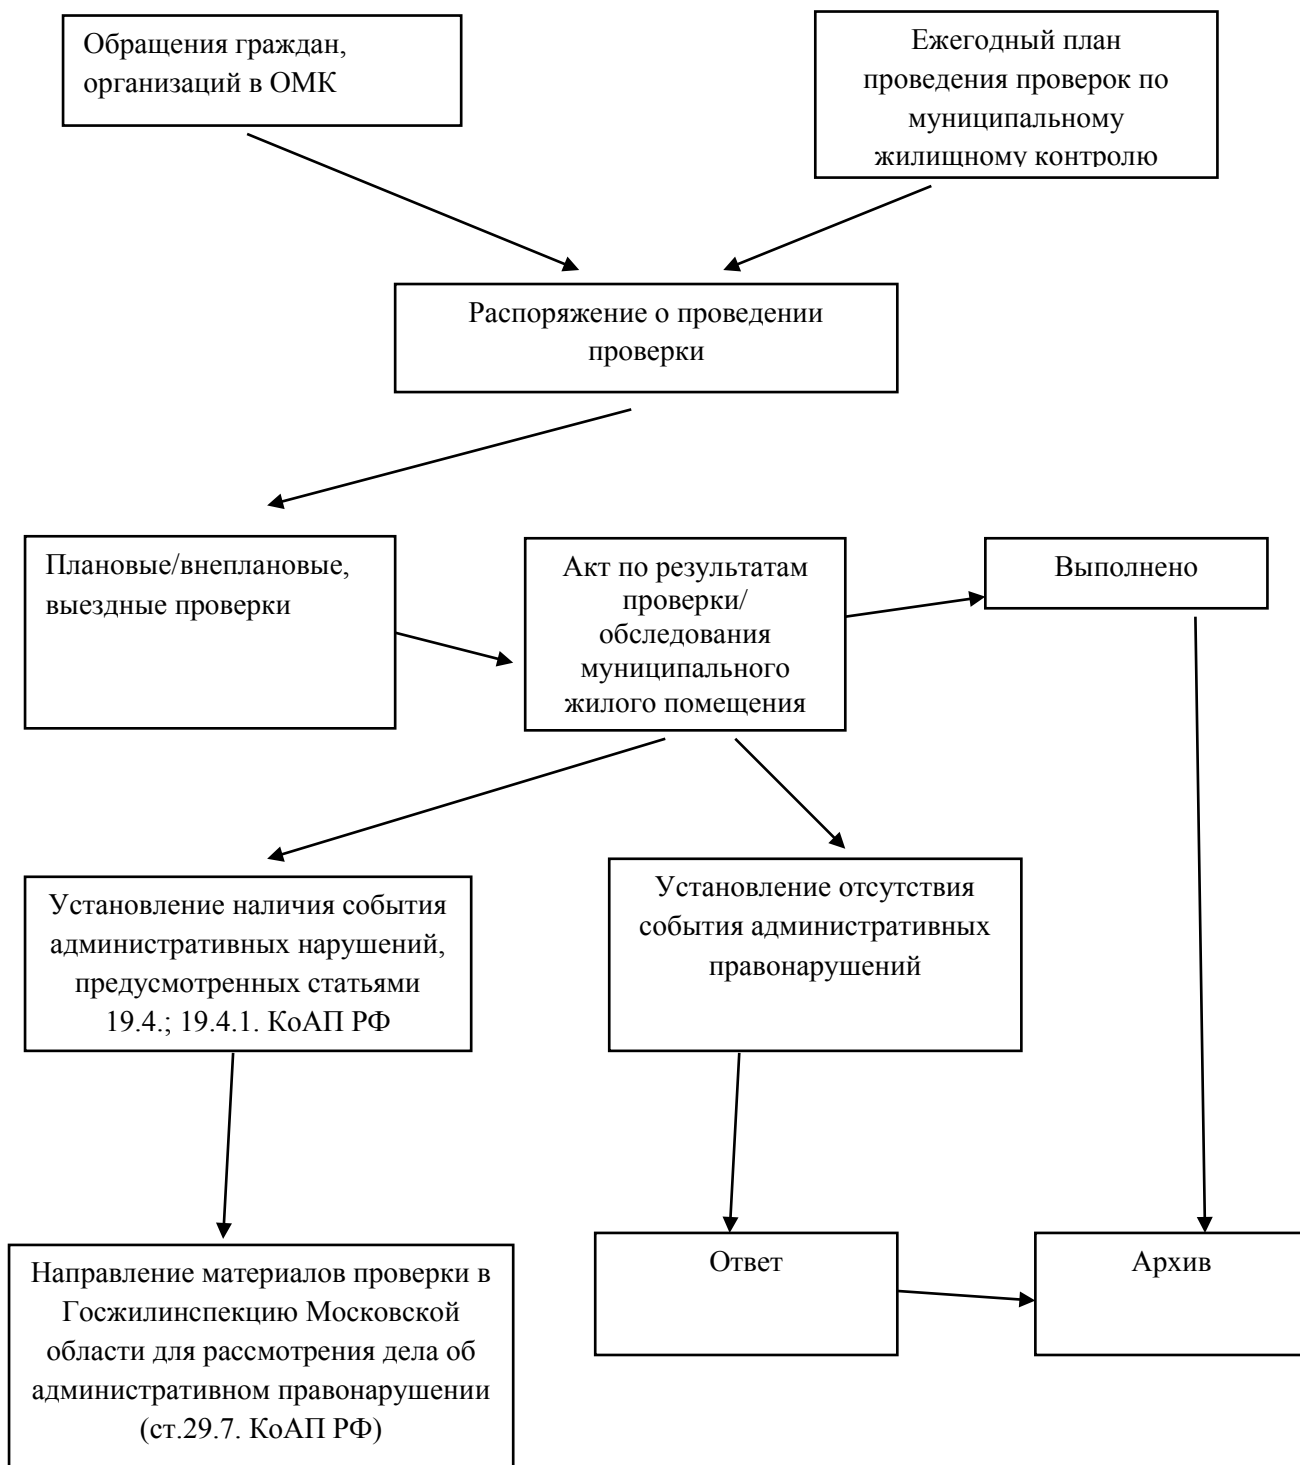 Обращения граждан,
организаций в ОМК
Ежегодный план
проведения проверок по
муниципальному
жилищному контролю
Распоряжение о проведении
проверки
Плановые/внеплановые,
выездные проверки
Акт по результатам
проверки/
обследования
муниципального
жилого помещения
Выполнено
Установление наличия события
административных нарушений,
предусмотренных статьями
19.4.; 19.4.1. КоАП РФ
Установление отсутствия
события административных
правонарушений
Направление материалов проверки в
Госжилинспекцию Московской
области для рассмотрения дела об
административном правонарушении
(ст.29.7. КоАП РФ)
Ответ
Архив